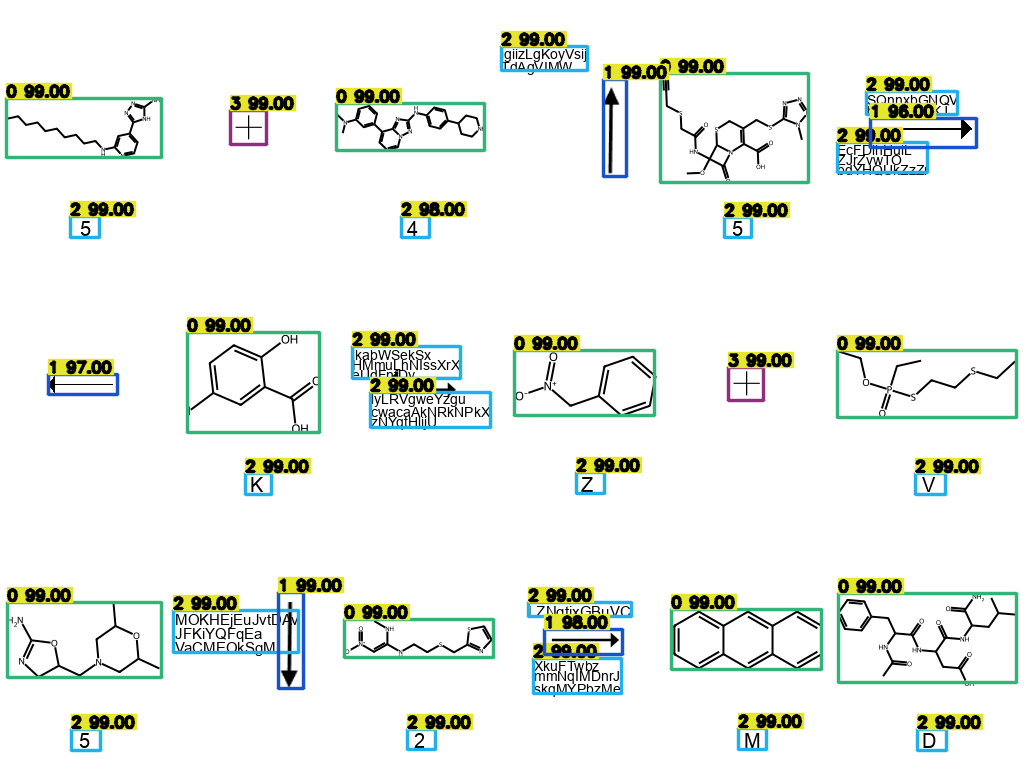 2 99.00
giizLgKoyVsij
1 99.00
0 99.00
0 99.00
3 99.00
0 99.00
2 99.00
1 96.00
2 99.00
ZJrZywTO
2 99.00
5
2 98.00
4
2 99.00
5
1 97.00
0 99.00
OH
OH
2 99.00
kabWSekSx
HMmuLhNIssXrX
2 99.00
lyLRVgweYzgu
cwacaAkNRkNPkX
zNYqtHljjU
0 99.00
3 99.00
0 99.00
2 99.00
K
2 99.00
Z
2 99.00
V
0 99.00
2 99.00
MOKHEjEuJvtDAV
JFKiYQFqEa
VaCMEOkSgM
1 99.00
0 99.00
2 99.00
1 98.00
2 99.00
XkuFTwbz
mmNqIMDnrJ
skqMYPbzMe
0 99.00
0 99.00
2 99.00
5
2 99.00
2
2 99.00
M
2 99.00
D